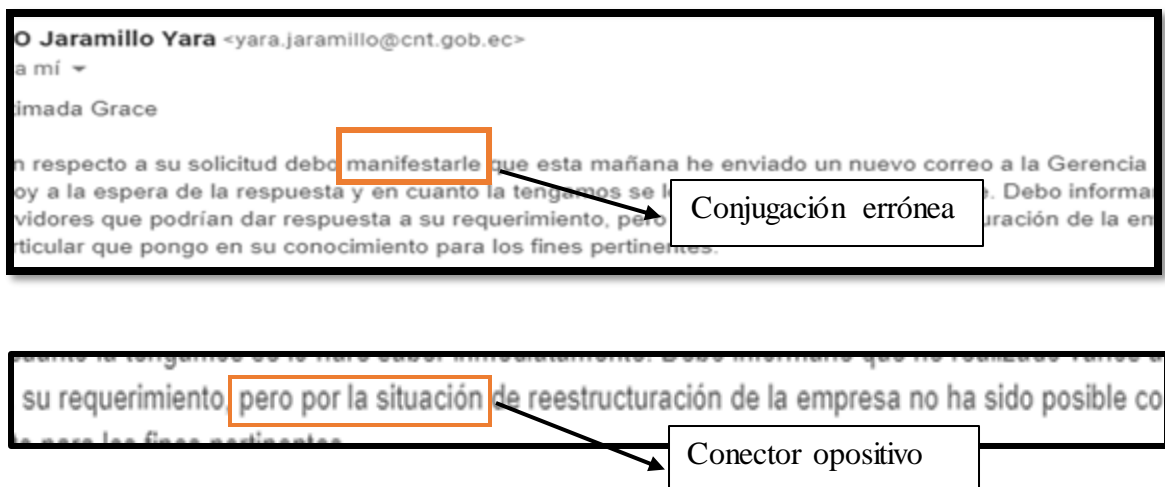 O Jaramillo Yara <yara.jaramillo@cnt.gob.ec>
a mí
timada Grace
n respecto a su solicitud debo manifestarle que esta mañana he enviado un nuevo correo a la Gerencia
oy a la espera de la respuesta y en cuanto la tengamos se l e. Debo informar
vidores que podrían dar respuesta a su requerimiento, pero uración de la em
rticular que pongo en su conocimiento para los fines pertinentes.
Conjugación errónea
su requerimiento, pero por la situación de reestructuración de la empresa no ha sido posible co
Conector opositivo